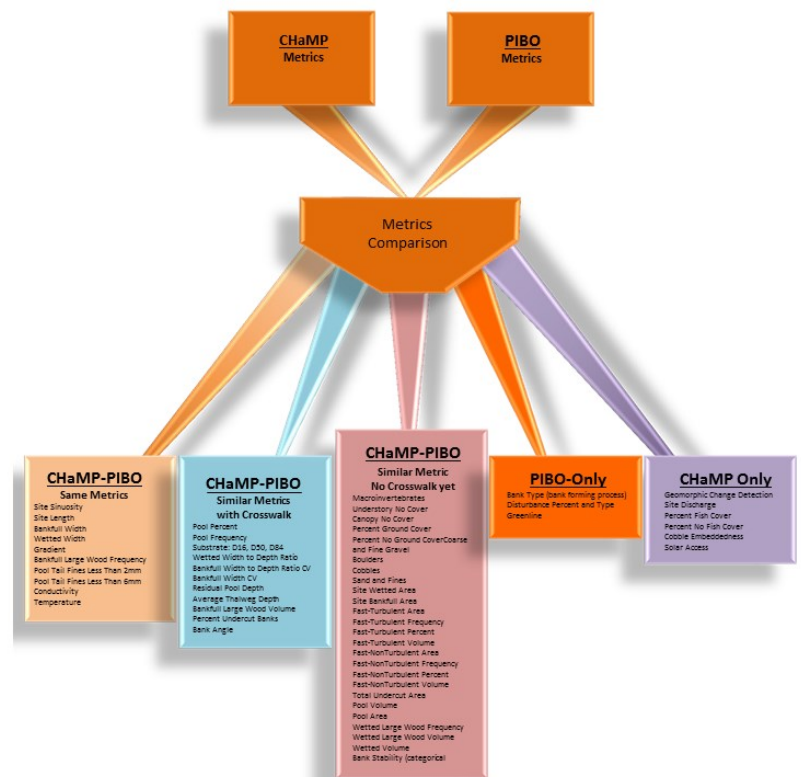 CHaMP
Metrics
PIBO
Metrics
Metrics
Comparison
CHaMP-PIBO
Same Metrics
Site Sinuosity
Site Length
Bankfull Width
Wetted Width
Gradient
Bankfull Large Wood Frequency
Pool Tail Fines Less Than 2mm
Pool Tail Fines Less Than 6mm
Conductivity
Temperature
CHaMP-PIBO
Similar Metrics
with Crosswalk
Pool Percent
Pool Frequency
Substrate: D16, D50, D84
Wetted Width to Depth Ratio
Bankfull Width to Depth Ratio CV
Bankfull Width CV
Residual Pool Depth
Average Thalweg Depth
Bankfull Large Wood Volume
Percent Undercut Banks
Bank Angle
CHaMP-PIBO
Similar Metric
No Crosswalk yet
Macroinvertebrates
Understory No Cover
Canopy No Cover
Percent Ground Cover
Percent No Ground CoverCoarse
and Fine Gravel
Boulders
Cobbles
Sand and Fines
Site Wetted Area
Site Bankfull Area
Fast-Turbulent Area
Fast-Turbulent Frequency
Fast-Turbulent Percent
Fast-Turbulent Volume
Fast-NonTurbulent Area
Fast-NonTurbulent Frequency
Fast-NonTurbulent Percent
Fast-NonTurbulent Volume
Total Undercut Area
Pool Volume
Pool Area
Wetted Large Wood Frequency
Wetted Large Wood Volume
Wetted Volume
Bank Stability (categorical
PIBO-Only
Bank Type (bank forming process)
Disturbance Percent and Type
Greenline
CHaMP Only
Geomorphic Change Detection
Site Discharge
Percent Fish Cover
Percent No Fish Cover
Cobble Embeddedness
Solar Access